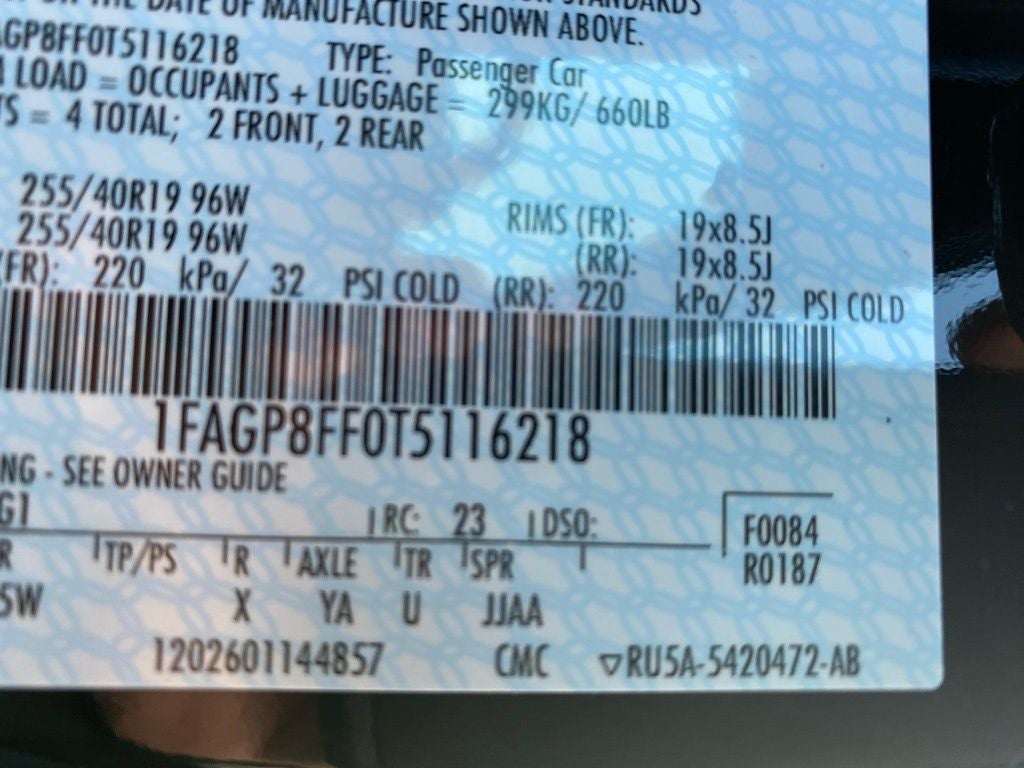 THE DATE OF MANUFACTURE SHOWN ABOVE.
AGP8FF0T5116218 TYPE: Passenger Car
LOAD = OCCUPANTS + LUGGAGE = 299KG/ 660LB
S = 4 TOTAL; 2 FRONT, 2 REAR
255/40R19 96W RIMS (FR): 19x8.5J
255/40R19 96W (RR): 19x8.5J
(FR): 220 kPa/ 32 PSI COLD (RR): 220 kPa/ 32 PSI COLD
1FAGP8FF0T5116218
NG - SEE OWNER GUIDE
G1 RC: 23 DSO: F0084
R TP/PS R AXLE TR SPR R0187
5W X YA U JJAA
1202601144857 CMC ▽RU5A-5420472-AB